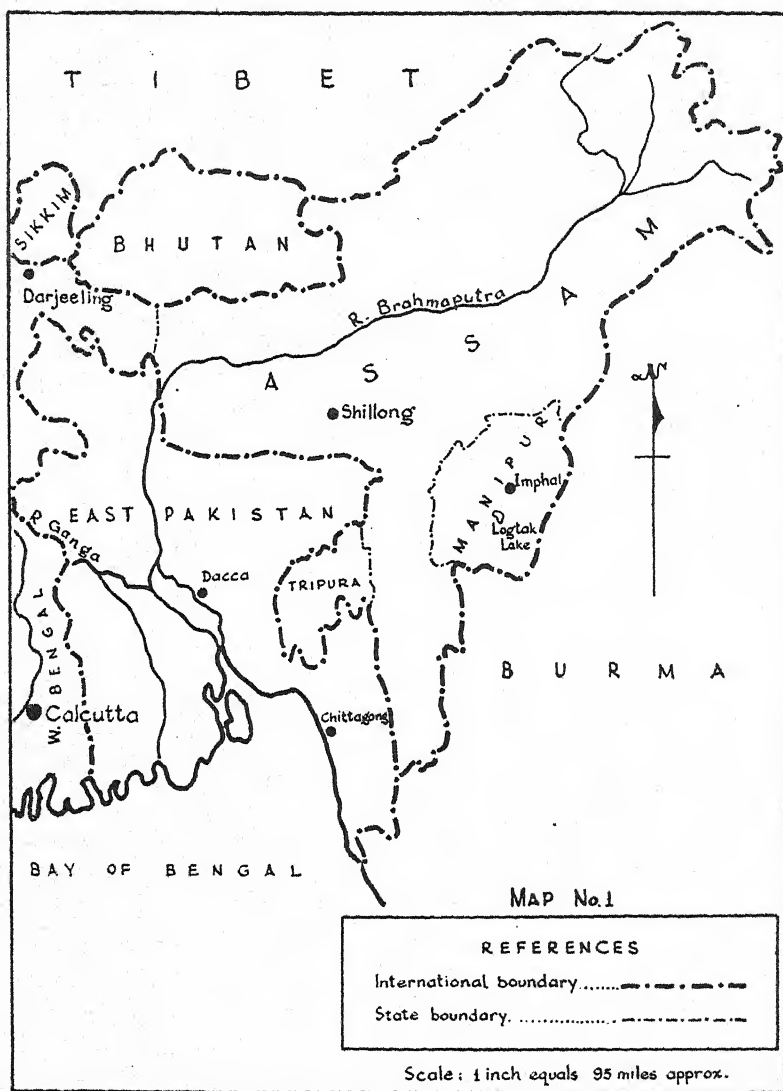 TIBET
SIKKIM
BHUTAN
Darjeeling
R. Brahmaputra
ASSAM
Shillong
N
MANIPUR
Imphal
Logtak
Lake
EAST PAKISTAN
R. Ganga
Dacca
TRIPURA
W. BENGAL
Calcutta
Chittagong
BURMA
BAY OF BENGAL
MAP No.1
REFERENCES
International boundary........
State boundary. ................
Scale: 1 inch equals 95 miles approx.